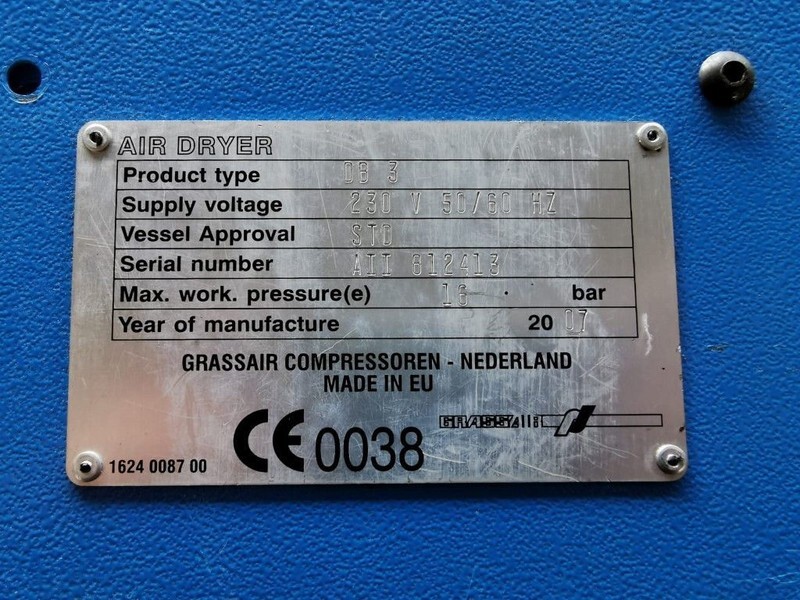 AIR DRYER
Product type DB 3
Supply voltage 230 V 50/60 HZ
Vessel Approval STD
Serial number AII 812413
Max. work. pressure(e) 16 bar
Year of manufacture 2007
GRASSAIR COMPRESSOREN - NEDERLAND
MADE IN EU
CE 0038
GRASSAIR
1624 0087 00